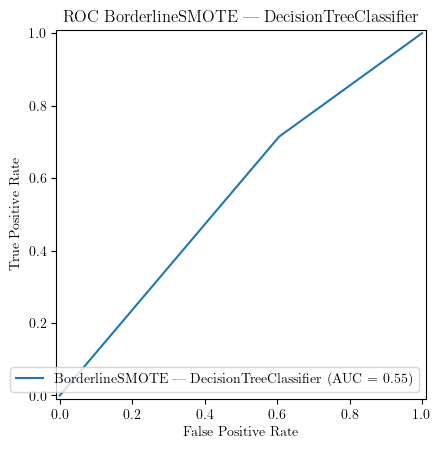 ROC BorderlineSMOTE — DecisionTreeClassifier
1.0
0.8
0.6
0.4
0.2
0.0
True Positive Rate
BorderlineSMOTE — DecisionTreeClassifier (AUC = 0.55)
0.0 0.2 0.4 0.6 0.8 1.0
False Positive Rate